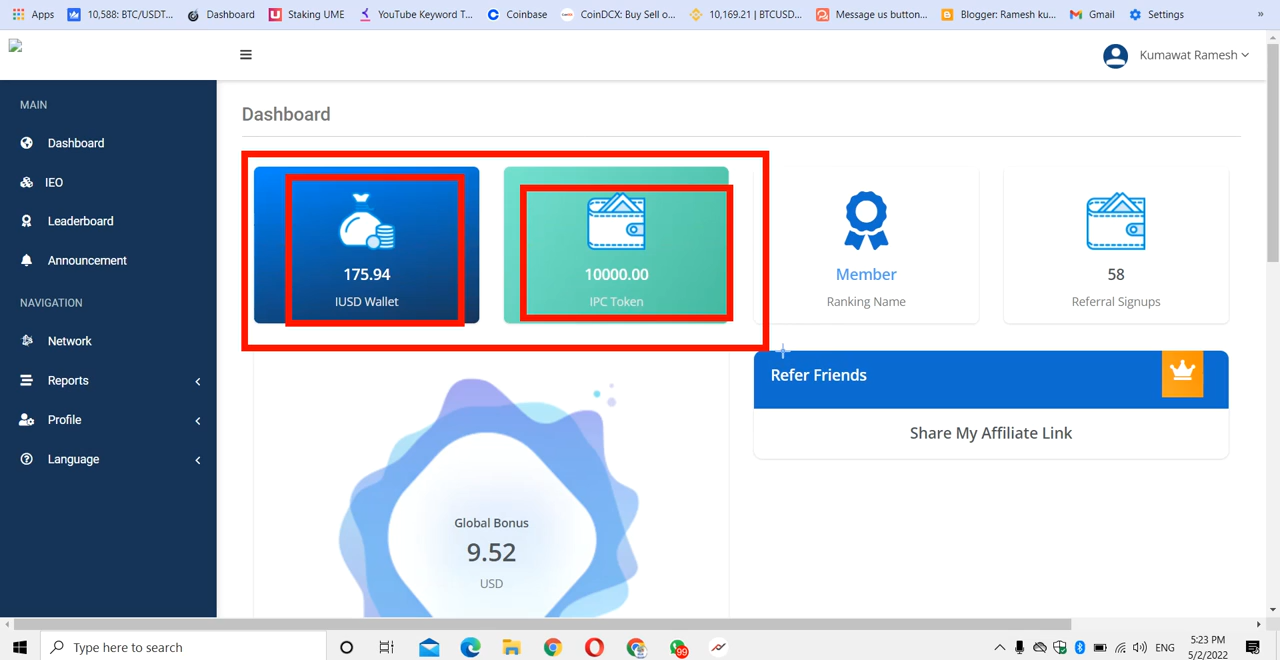 Apps
10,588: BTC/USDT...
Dashboard
Staking UME
YouTube Keyword T...
Coinbase
CoinDCX: Buy Sell o...
10,169.21 | BTCUSD...
Message us button...
Blogger: Ramesh ku...
Gmail
Settings
»
Kumawat Ramesh
MAIN
Dashboard
IEO
Leaderboard
Announcement
NAVIGATION
Network
Reports
Profile
Language
Dashboard
175.94
IUSD Wallet
10000.00
IPC Token
Member
Ranking Name
58
Referral Signups
Refer Friends
Share My Affiliate Link
Global Bonus
9.52
USD
Type here to search
99
ENG
5:23 PM
5/2/2022